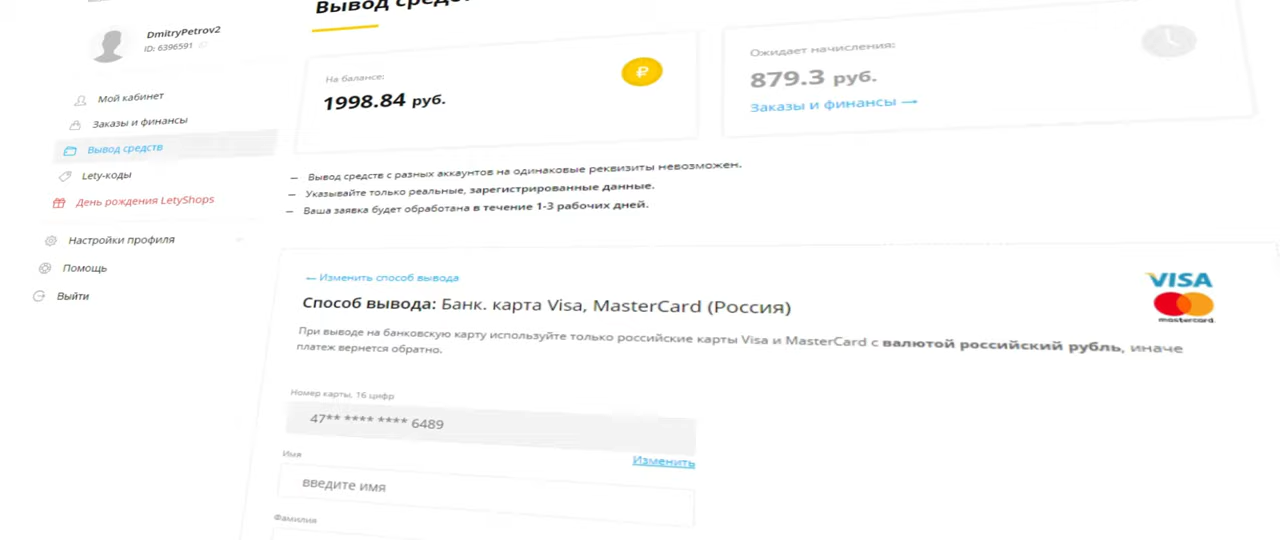 Вывод
DmitryPetrov2
ID: 6396591
Мой кабинет
Заказы и финансы
Вывод средств
Lety-коды
День рождения LetyShops
Настройки профиля
Помощь
Выйти
На балансе:
1998.84 руб.
₽
Ожидает начисления:
879.3 руб.
Заказы и финансы →
— Вывод средств с разных аккаунтов на одинаковые реквизиты невозможен.
— Указывайте только реальные, зарегистрированные данные.
— Ваша заявка будет обработана в течение 1-3 рабочих дней.
← Изменить способ вывода
Способ вывода: Банк. карта Visa, MasterCard (Россия)
VISA
mastercard.
При выводе на банковскую карту используйте только российские карты Visa и MasterCard с валютой российский рубль, иначе
платеж вернется обратно.
Номер карты, 16 цифр
47** **** **** 6489
Изменить
Имя
введите имя
Фамилия